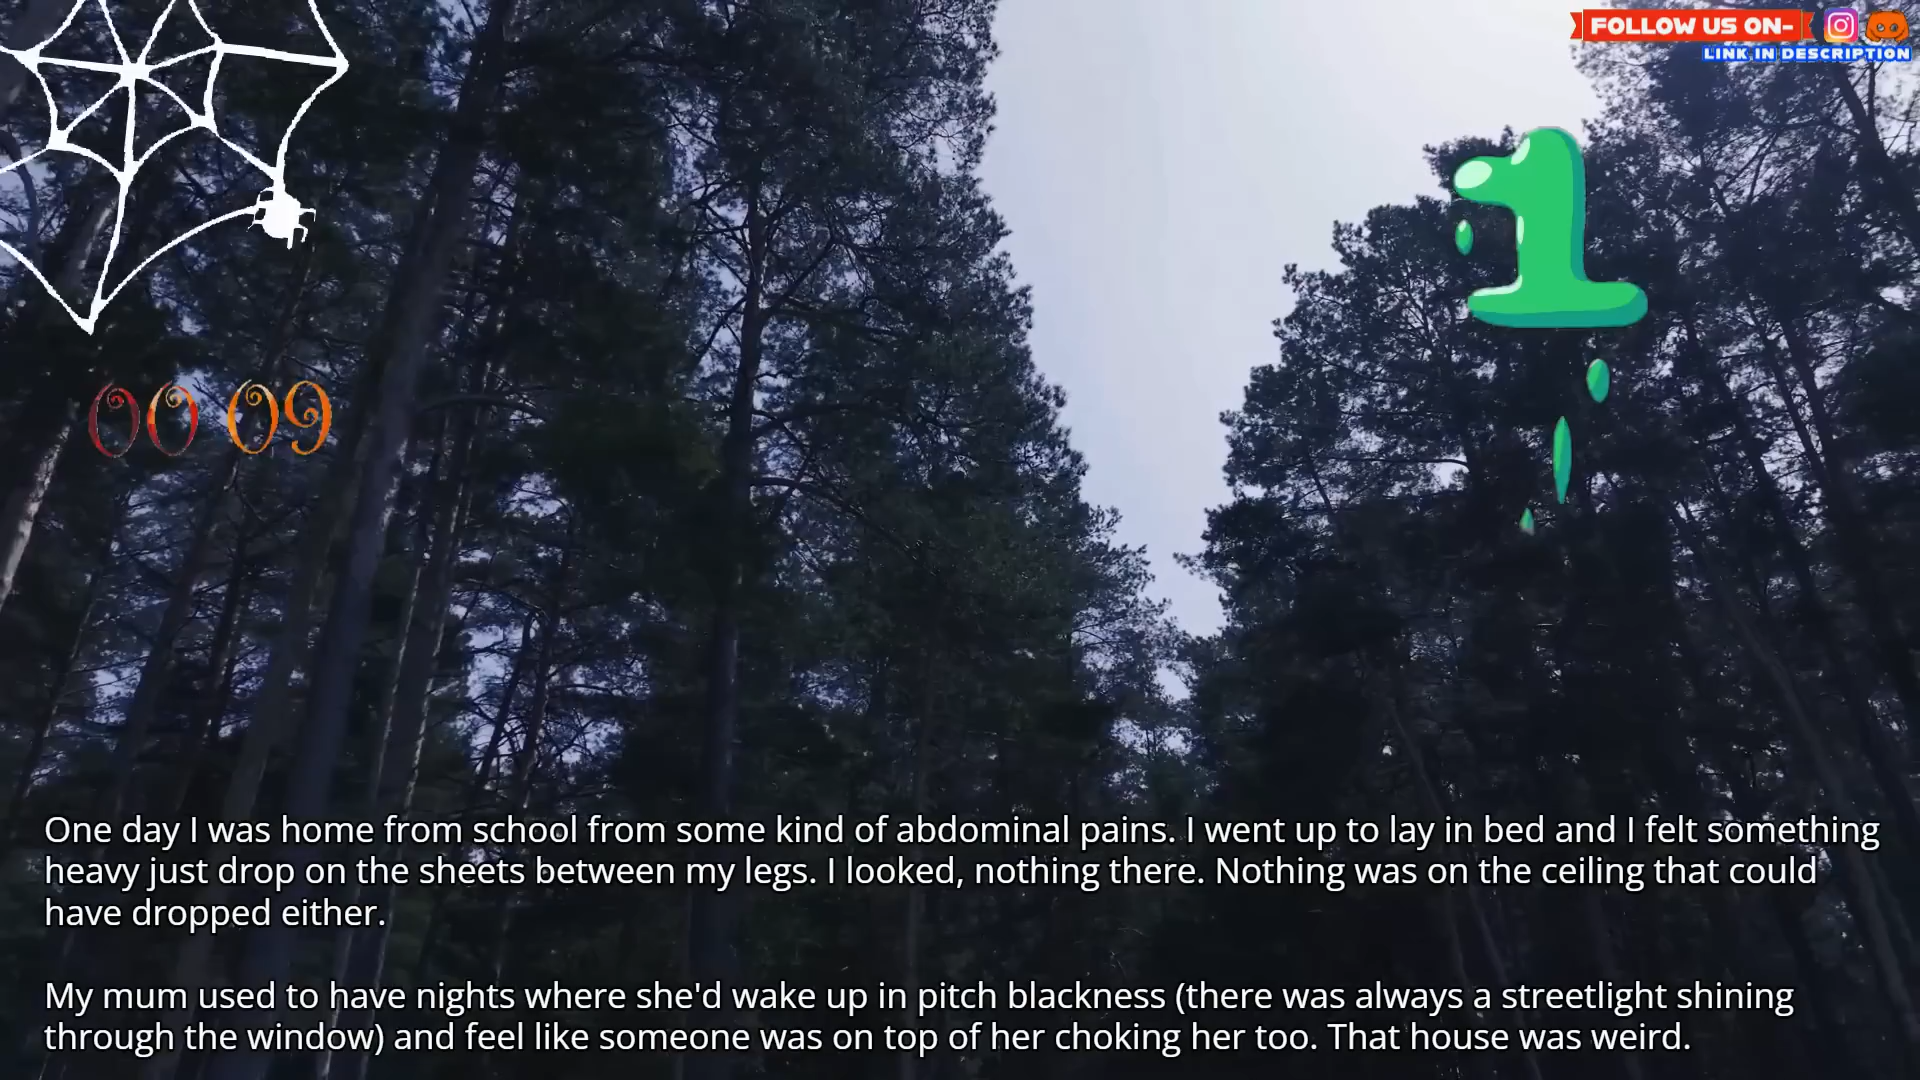 FOLLOW US ON-
LINK IN DESCRIPTION
1
00 09
One day I was home from school from some kind of abdominal pains. I went up to lay in bed and I felt something
heavy just drop on the sheets between my legs. I looked, nothing there. Nothing was on the ceiling that could
have dropped either.
My mum used to have nights where she'd wake up in pitch blackness (there was always a streetlight shining
through the window) and feel like someone was on top of her choking her too. That house was weird.